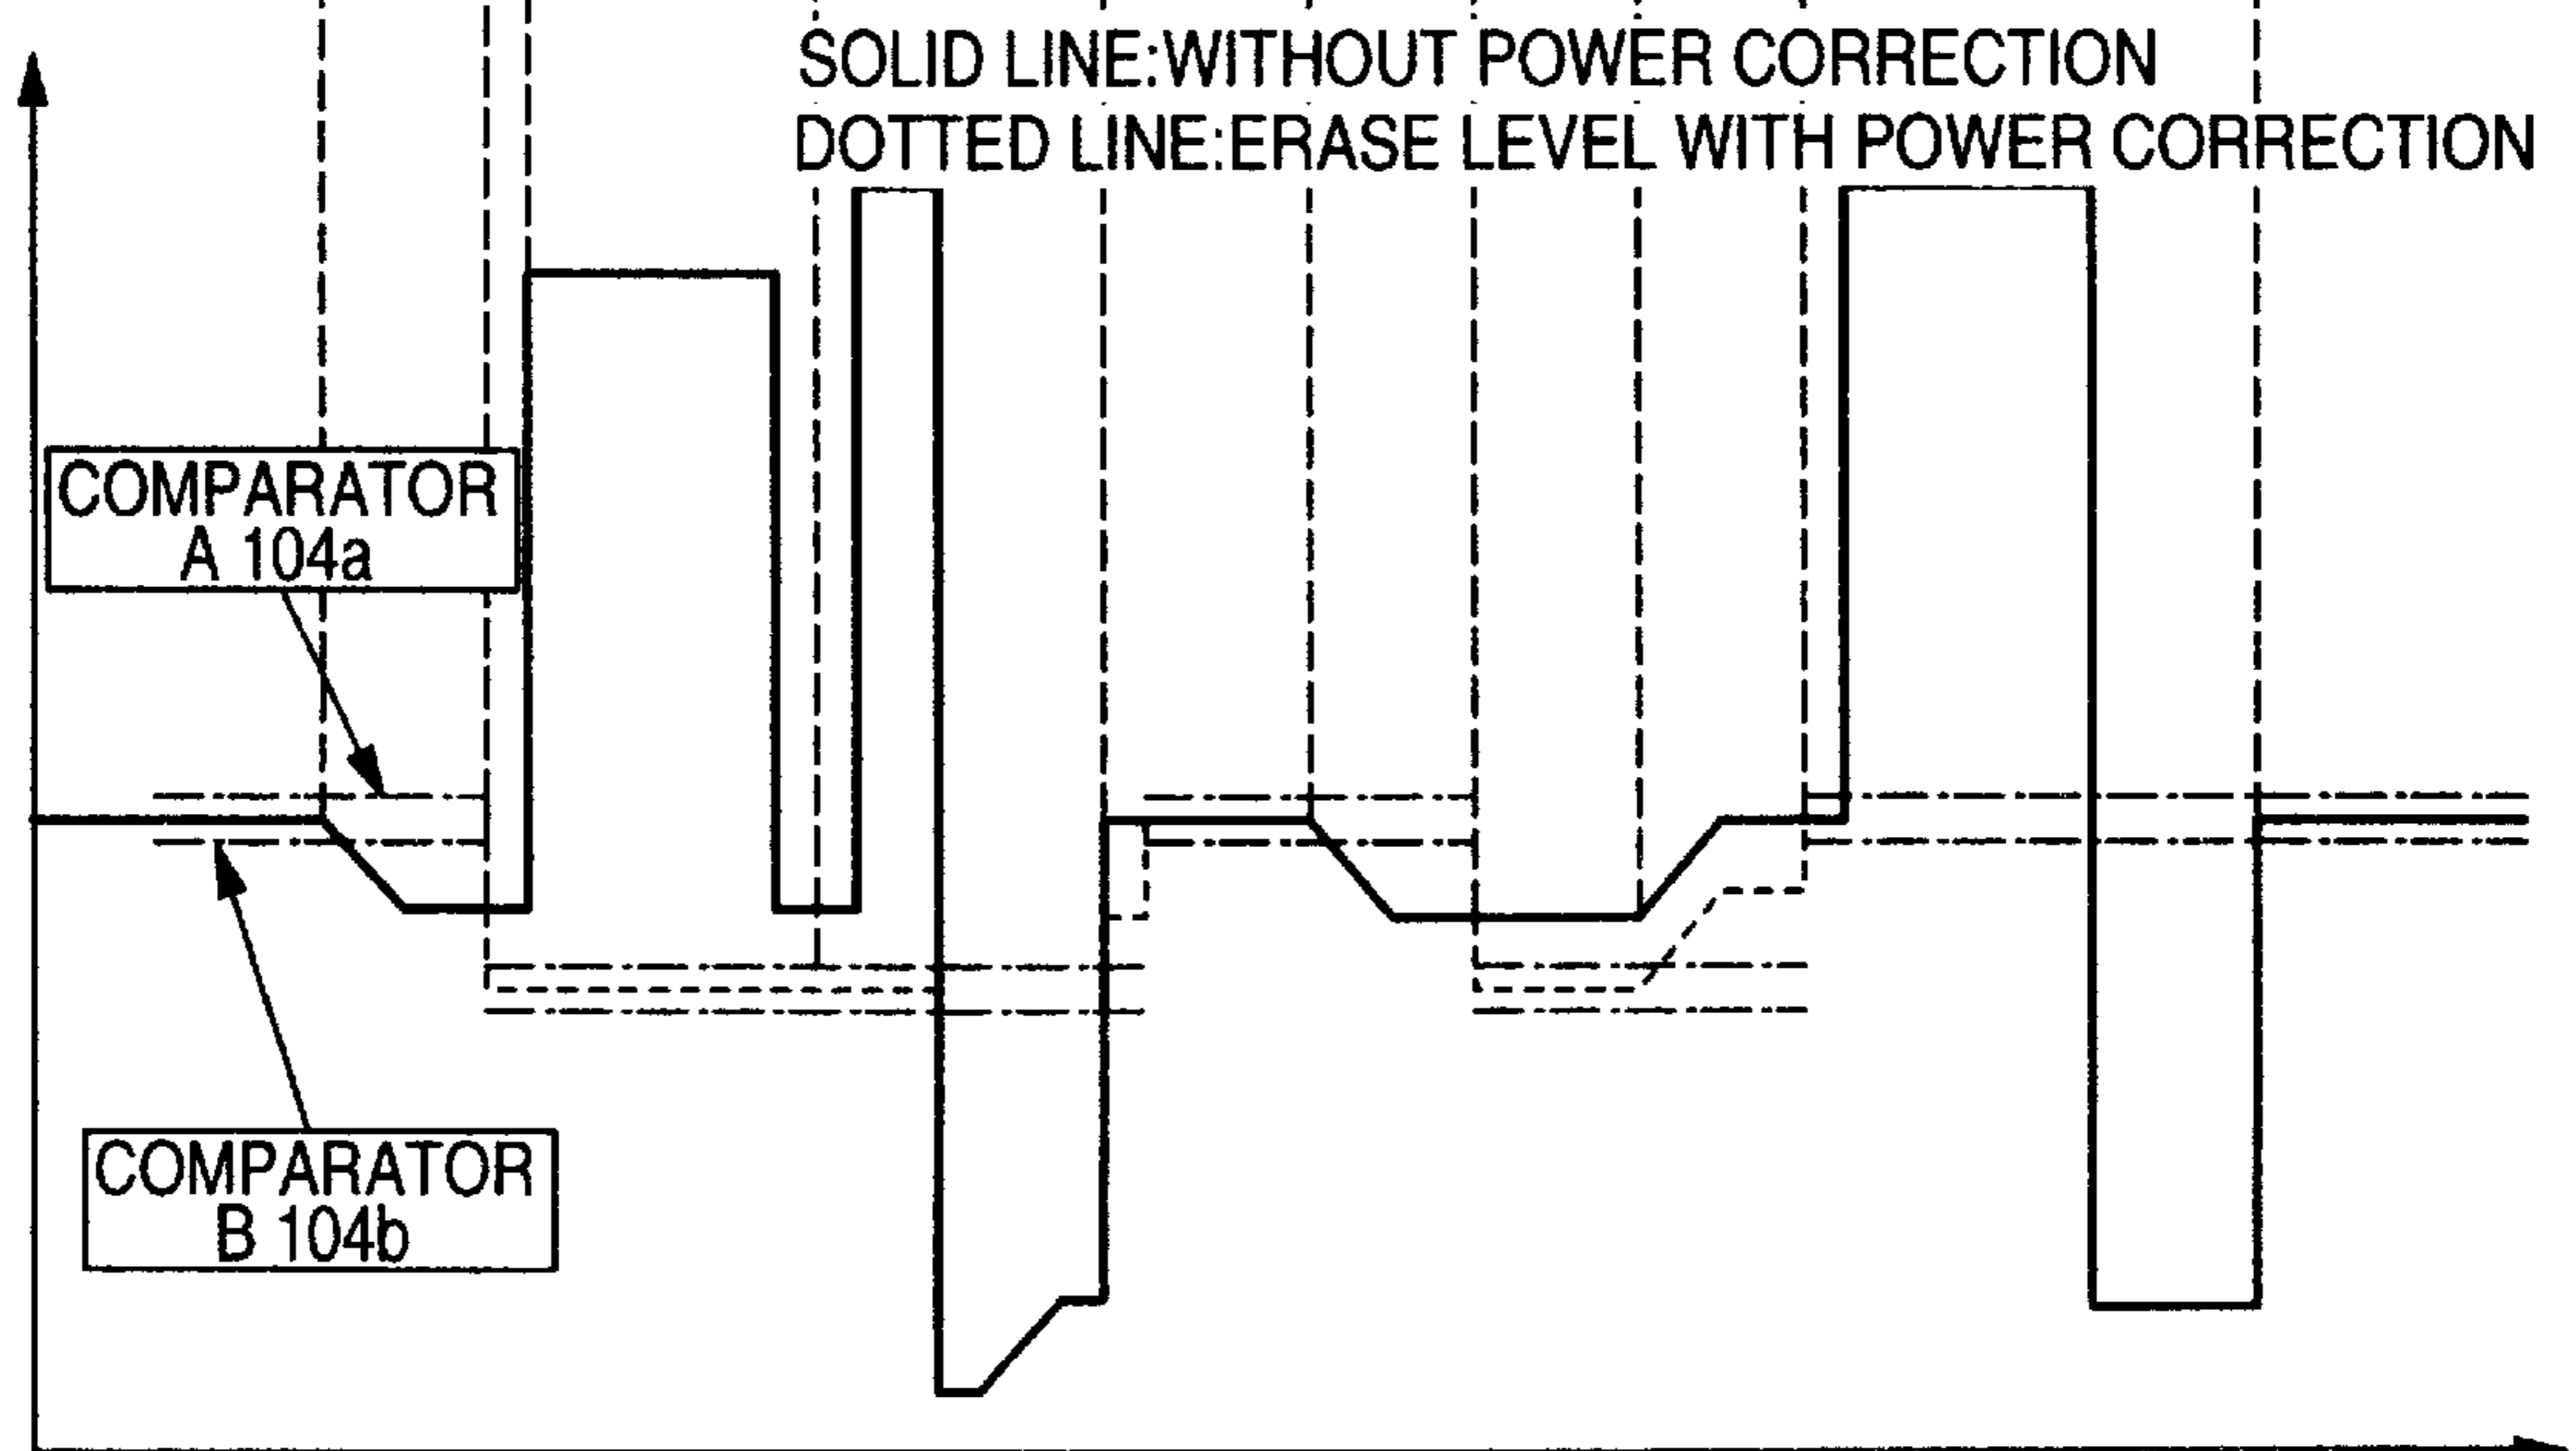 SOLID LINE:WITHOUT POWER CORRECTION
DOTTED LINE:ERASE LEVEL WITH POWER CORRECTION
COMPARATOR
A 104a
COMPARATOR
B 104b